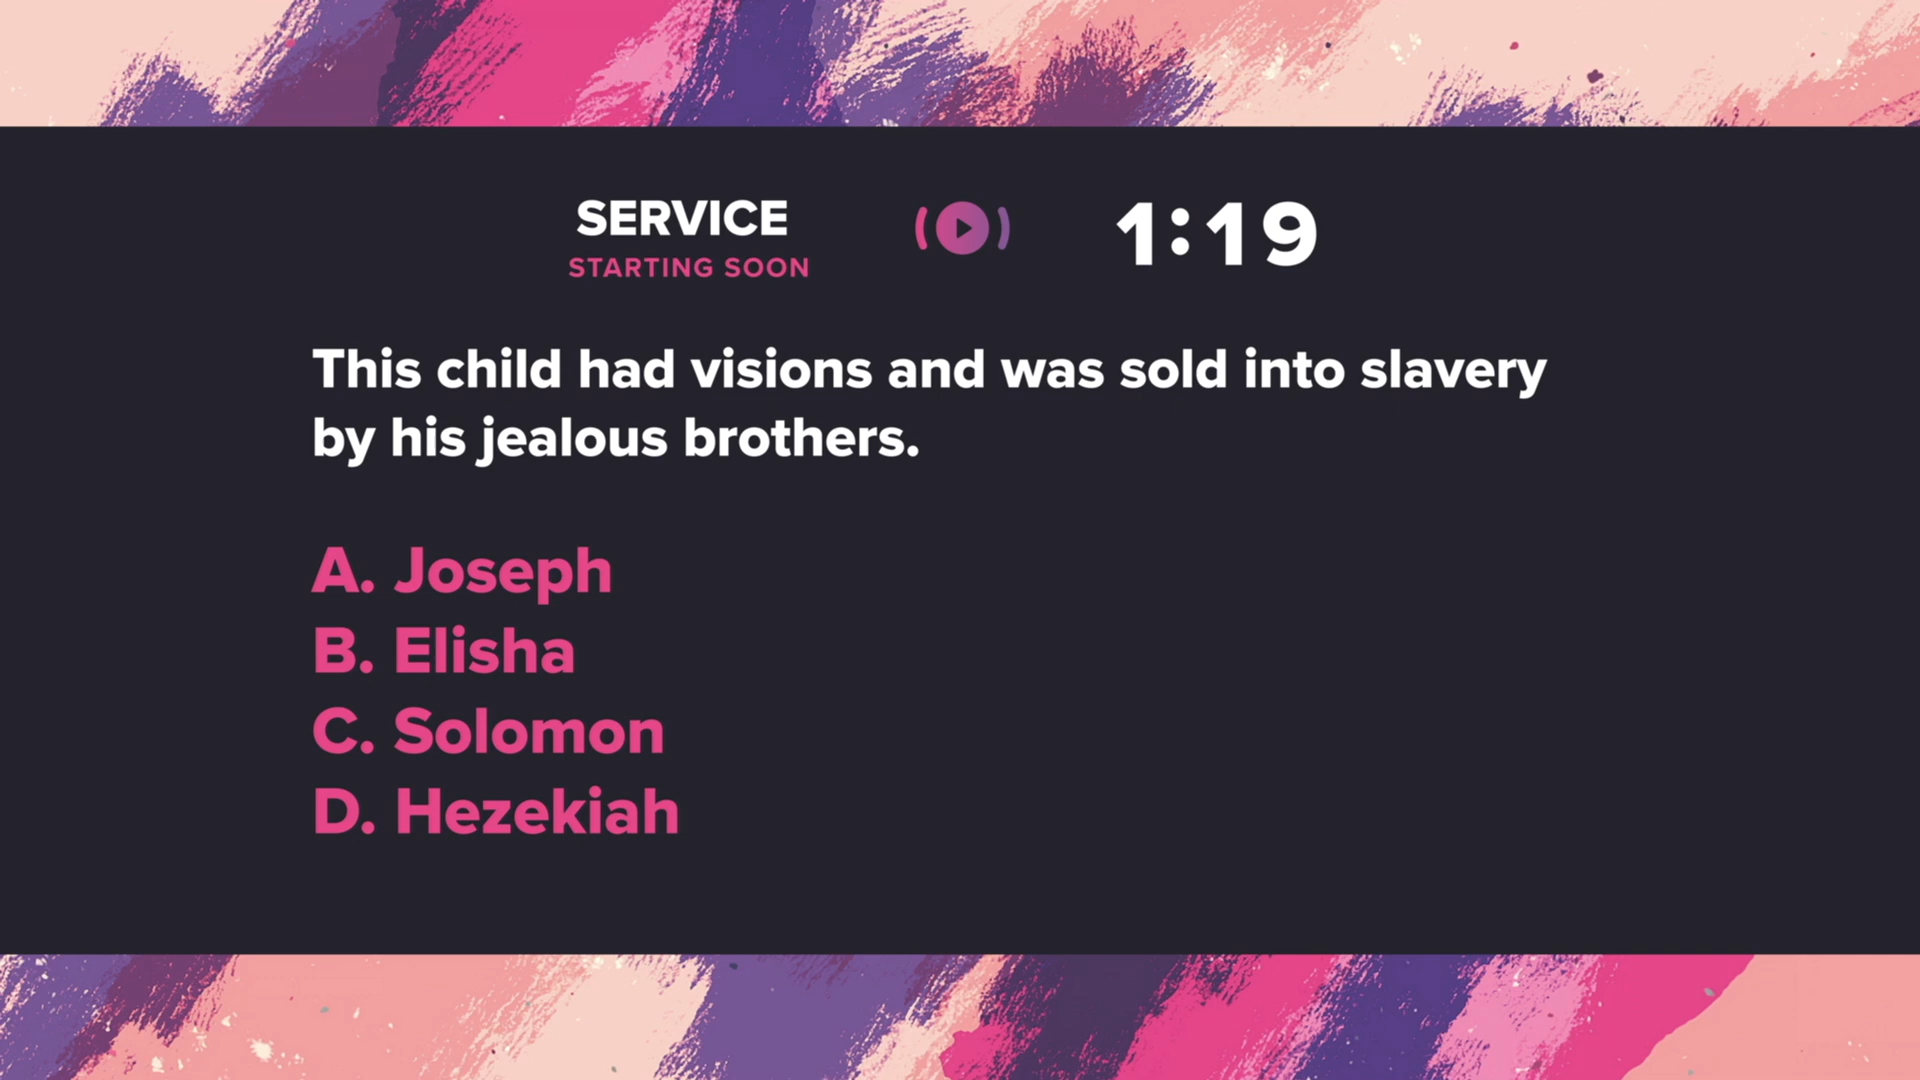 SERVICE
STARTING SOON
1:19
This child had visions and was sold into slavery
by his jealous brothers.
A. Joseph
B. Elisha
C. Solomon
D. Hezekiah